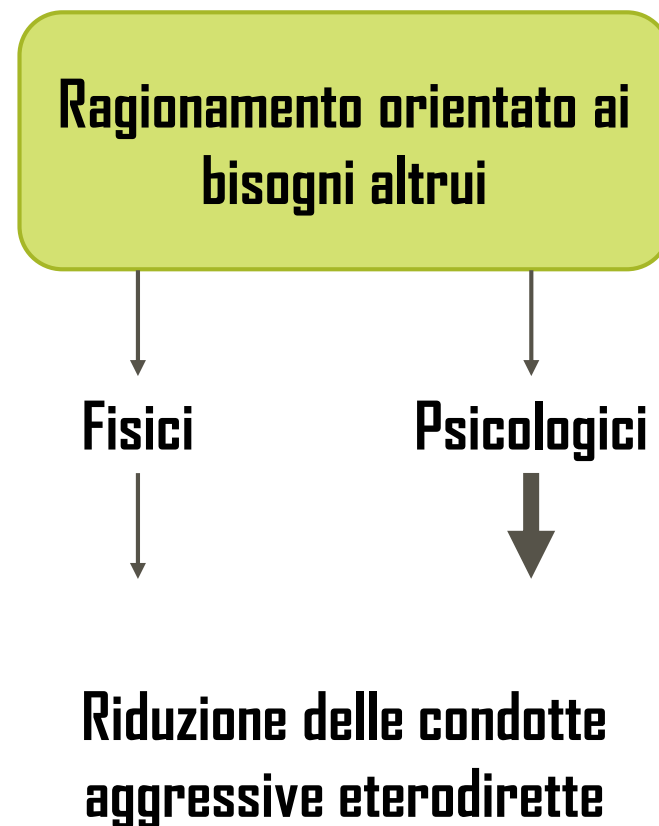 Ragionamento orientato ai
bisogni altrui
Fisici
Psicologici
Riduzione delle condotte
aggressive eterodirette